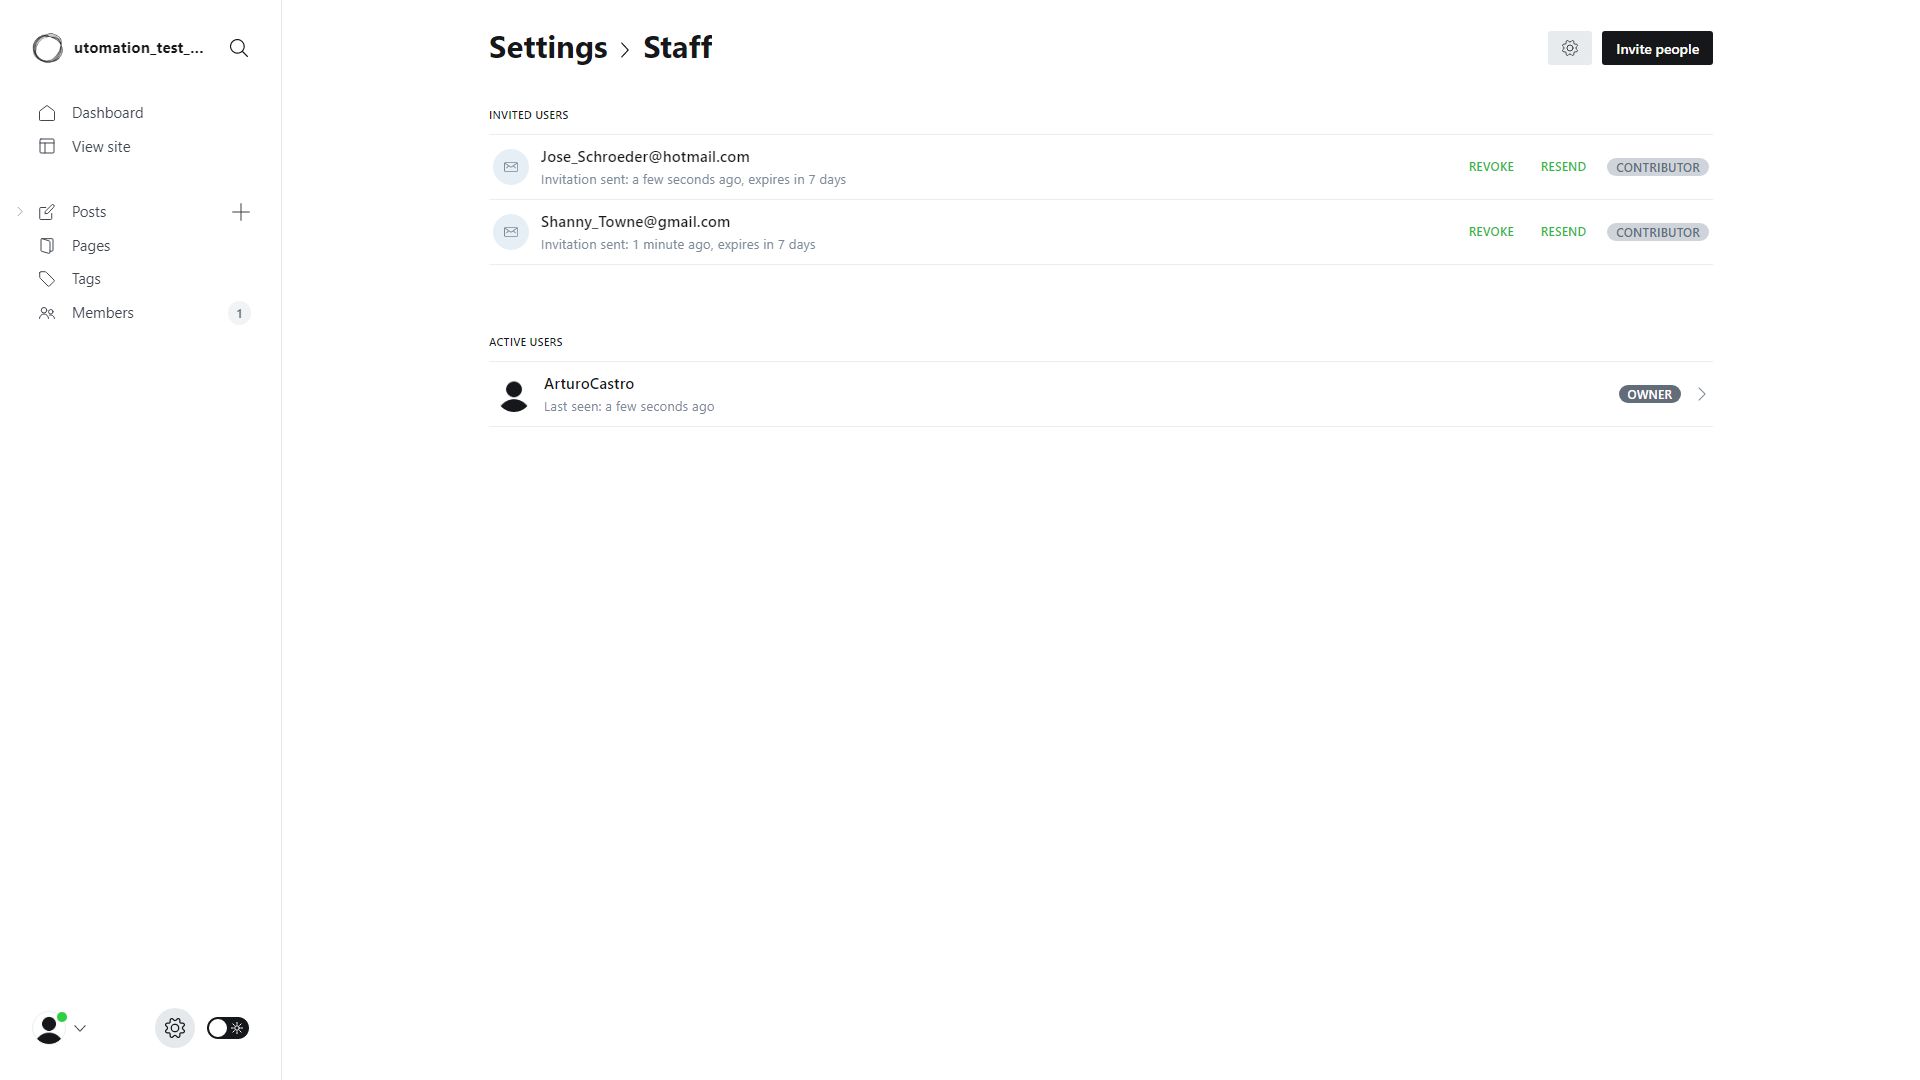 utomation_test_...
Dashboard
View site
Posts
Pages
Tags
Members
1
Settings
Staff
Invite people
INVITED USERS
Jose_Schroeder@hotmail.com
Invitation sent: a few seconds ago, expires in 7 days
REVOKE
RESEND
CONTRIBUTOR
Shanny_Towne@gmail.com
Invitation sent: 1 minute ago, expires in 7 days
REVOKE
RESEND
CONTRIBUTOR
ACTIVE USERS
ArturoCastro
Last seen: a few seconds ago
OWNER